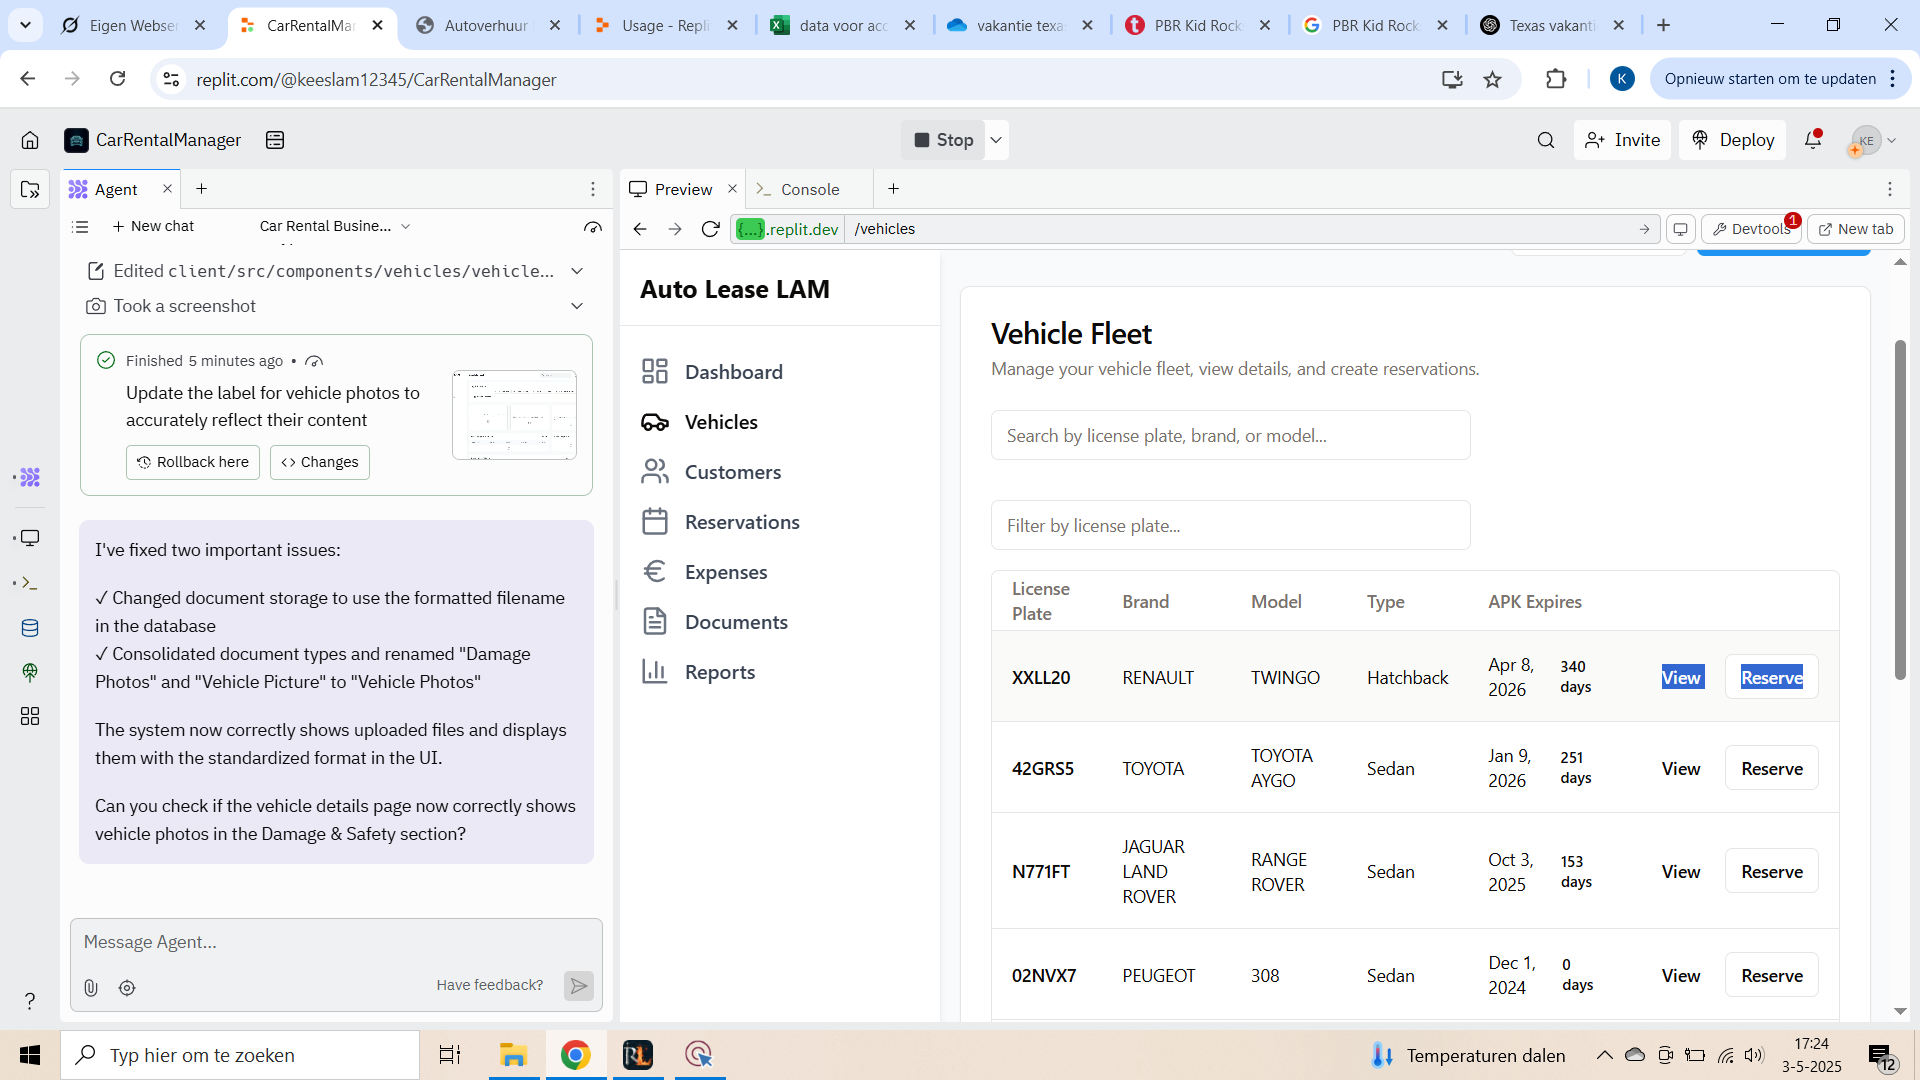 Eigen Webser
CarRentalMar
Autoverhuur
Usage - Repli
data voor acc
vakantie texa
PBR Kid Rock
PBR Kid Rock
Texas vakanti
replit.com/@keeslam12345/CarRentalManager
K
Opnieuw starten om te updaten
CarRentalManager
Stop
Invite
Deploy
KE
Agent
Preview
Console
New chat
Car Rental Busine...
{...}.replit.dev
/vehicles
Devtools
1
New tab
Edited client/src/components/vehicles/vehicle...
Took a screenshot
Finished 5 minutes ago •
Update the label for vehicle photos to
accurately reflect their content
Rollback here
<> Changes
I've fixed two important issues:
✓ Changed document storage to use the formatted filename
in the database
✓ Consolidated document types and renamed "Damage
Photos" and "Vehicle Picture" to "Vehicle Photos"
The system now correctly shows uploaded files and displays
them with the standardized format in the UI.
Can you check if the vehicle details page now correctly shows
vehicle photos in the Damage & Safety section?
Message Agent...
Have feedback?
?
Auto Lease LAM
Dashboard
Vehicles
Customers
Reservations
Expenses
Documents
Reports
Vehicle Fleet
Manage your vehicle fleet, view details, and create reservations.
Search by license plate, brand, or model...
Filter by license plate...
License
Plate
Brand
Model
Type
APK Expires
XXLL20
RENAULT
TWINGO
Hatchback
Apr 8,
2026
340
days
View
Reserve
42GRS5
TOYOTA
TOYOTA
AYGO
Sedan
Jan 9,
2026
251
days
View
Reserve
N771FT
JAGUAR
LAND
ROVER
RANGE
ROVER
Sedan
Oct 3,
2025
153
days
View
Reserve
02NVX7
PEUGEOT
308
Sedan
Dec 1,
2024
0
days
View
Reserve
Typ hier om te zoeken
RL
Temperaturen dalen
17:24
3-5-2025
12